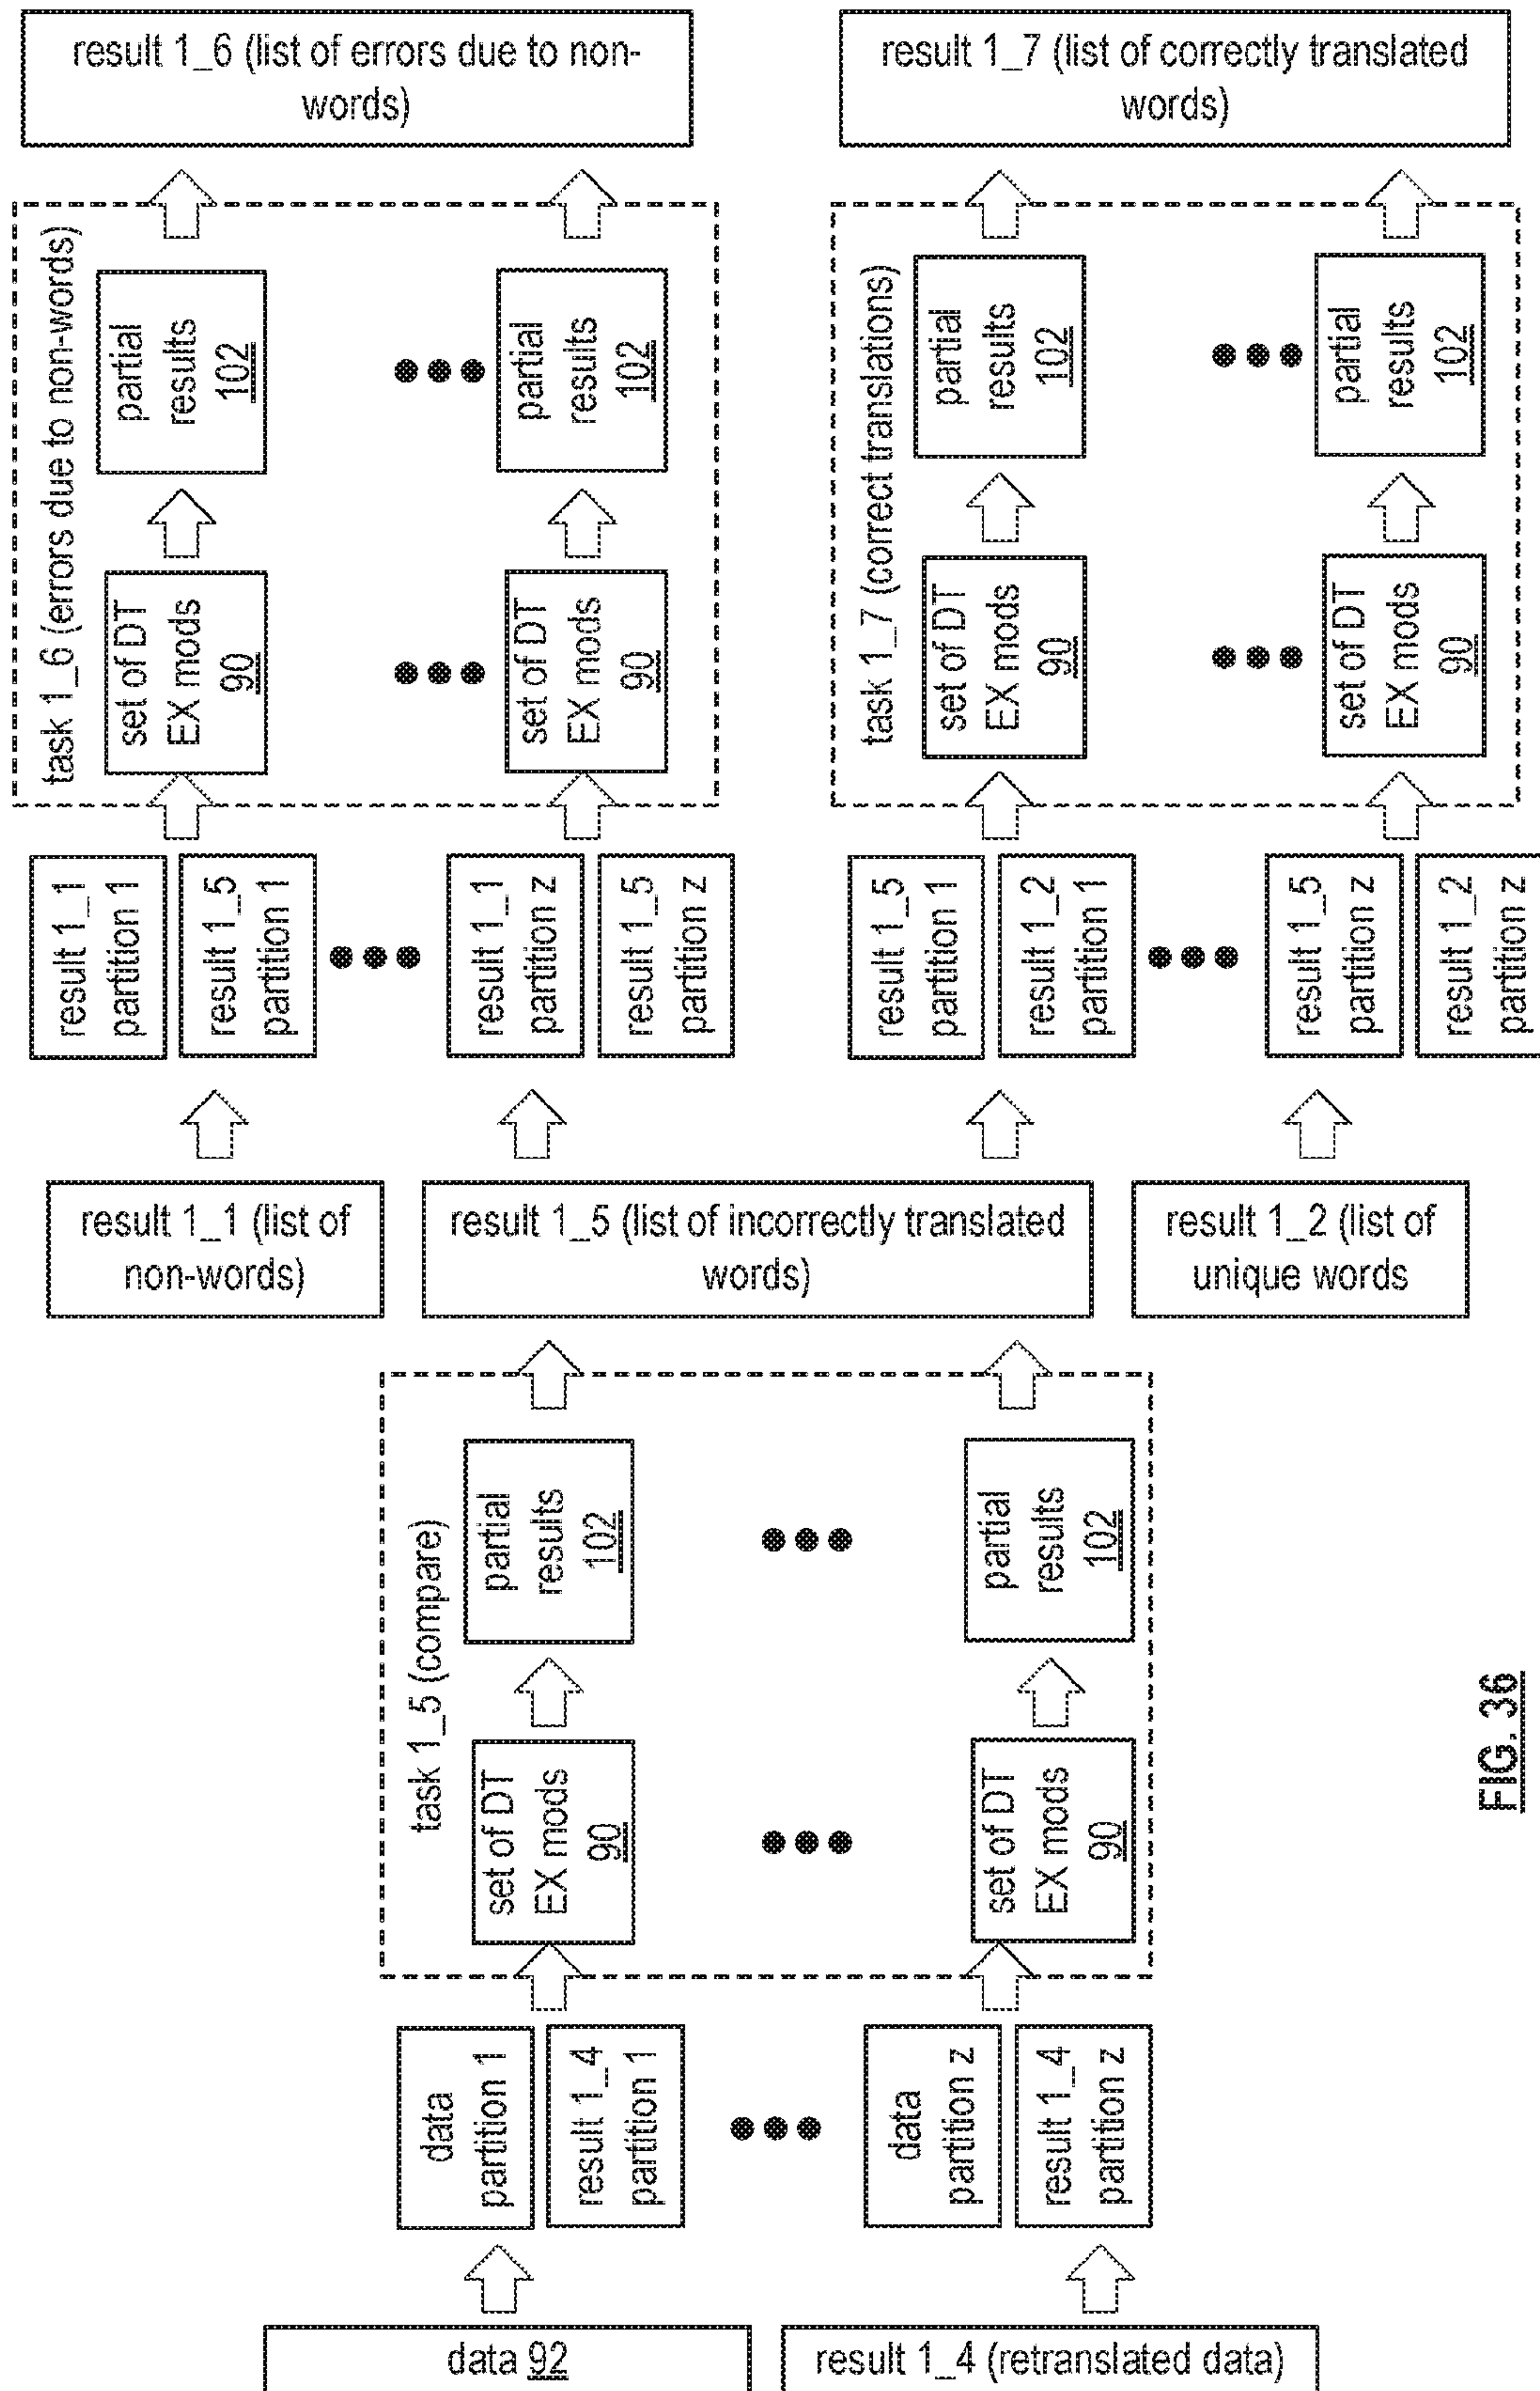 result 1_6 (list of errors due to non-
words)
result 1_7 (list of correctly translated
words)
task 1_6 (errors due to non-words)
partial
results
102
partial
results
102
set of DT
EX mods
90
set of DT
EX mods
90
task 1_7 (correct translations)
partial
results
102
partial
results
102
set of DT
EX mods
90
set of DT
EX mods
90
result 1_1
partition 1
result 1_5
partition 1
result 1_1
partition z
result 1_5
partition z
result 1_5
partition 1
result 1_2
partition 1
result 1_5
partition z
result 1_2
partition z
result 1_1 (list of
non-words)
result 1_5 (list of incorrectly translated
words)
result 1_2 (list of
unique words
task 1_5 (compare)
partial
results
102
partial
results
102
set of DT
EX mods
90
set of DT
EX mods
90
data
partition 1
result 1_4
partition 1
data
partition z
result 1_4
partition z
data 92
result 1_4 (retranslated data)
FIG. 36